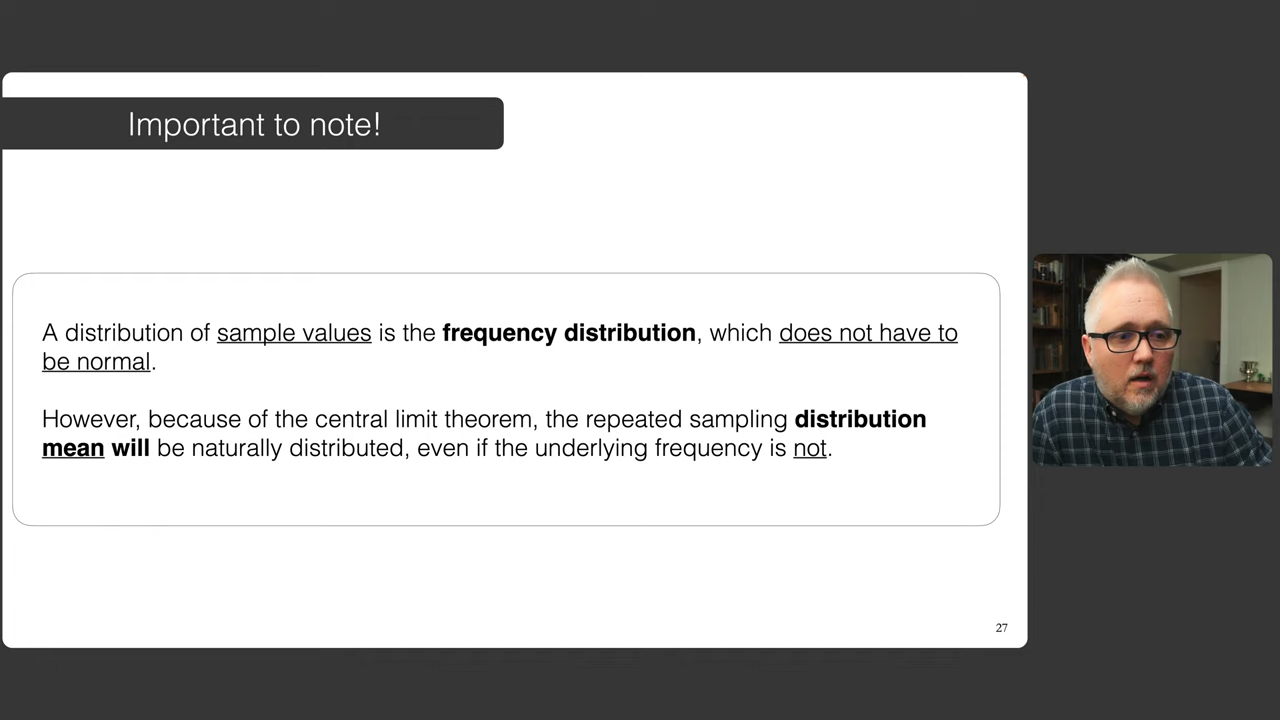 Important to note!
A distribution of sample values is the frequency distribution, which does not have to
be normal.
However, because of the central limit theorem, the repeated sampling distribution
mean will be naturally distributed, even if the underlying frequency is not.
27